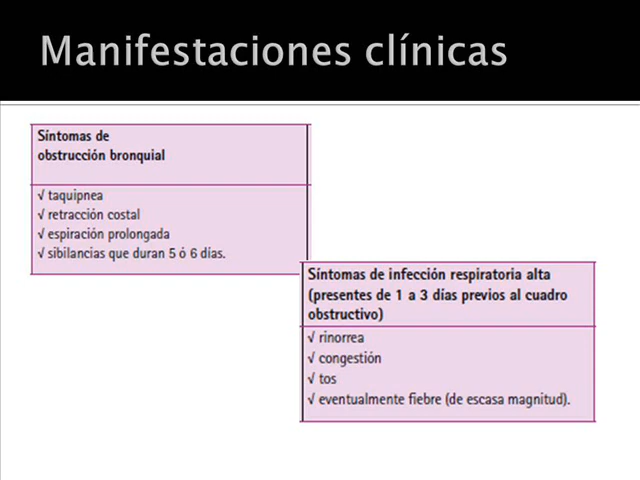 Manifestaciones clínicas
Síntomas de
obstrucción bronquial
√ taquipnea
√ retracción costal
√ espiración prolongada
√ sibilancias que duran 5 ó 6 días.
Síntomas de infección respiratoria alta
(presentes de 1 a 3 días previos al cuadro
obstructivo)
√ rinorrea
√ congestión
√ tos
√ eventualmente fiebre (de escasa magnitud).